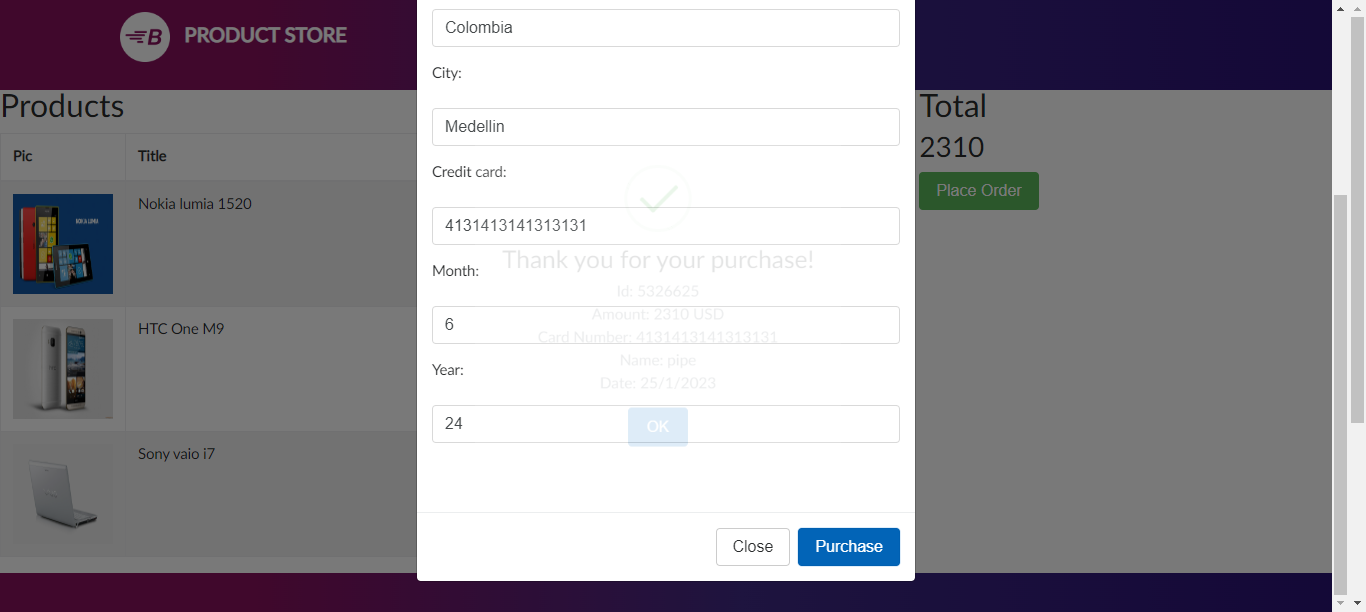 B PRODUCT STORE
Products
Pic Title
NOKIA LUMIA
Nokia lumia 1520
HTC One M9
Sony vaio i7
Colombia
City:
Medellin
Credit card:
4131413141313131
Month:
6
Year:
24
Thank you for your purchase!
Id: 5326625
Amount: 2310 USD
Card Number: 4131413141313131
Name: pipe
Date: 25/1/2023
OK
Close Purchase
Total
2310
Place Order